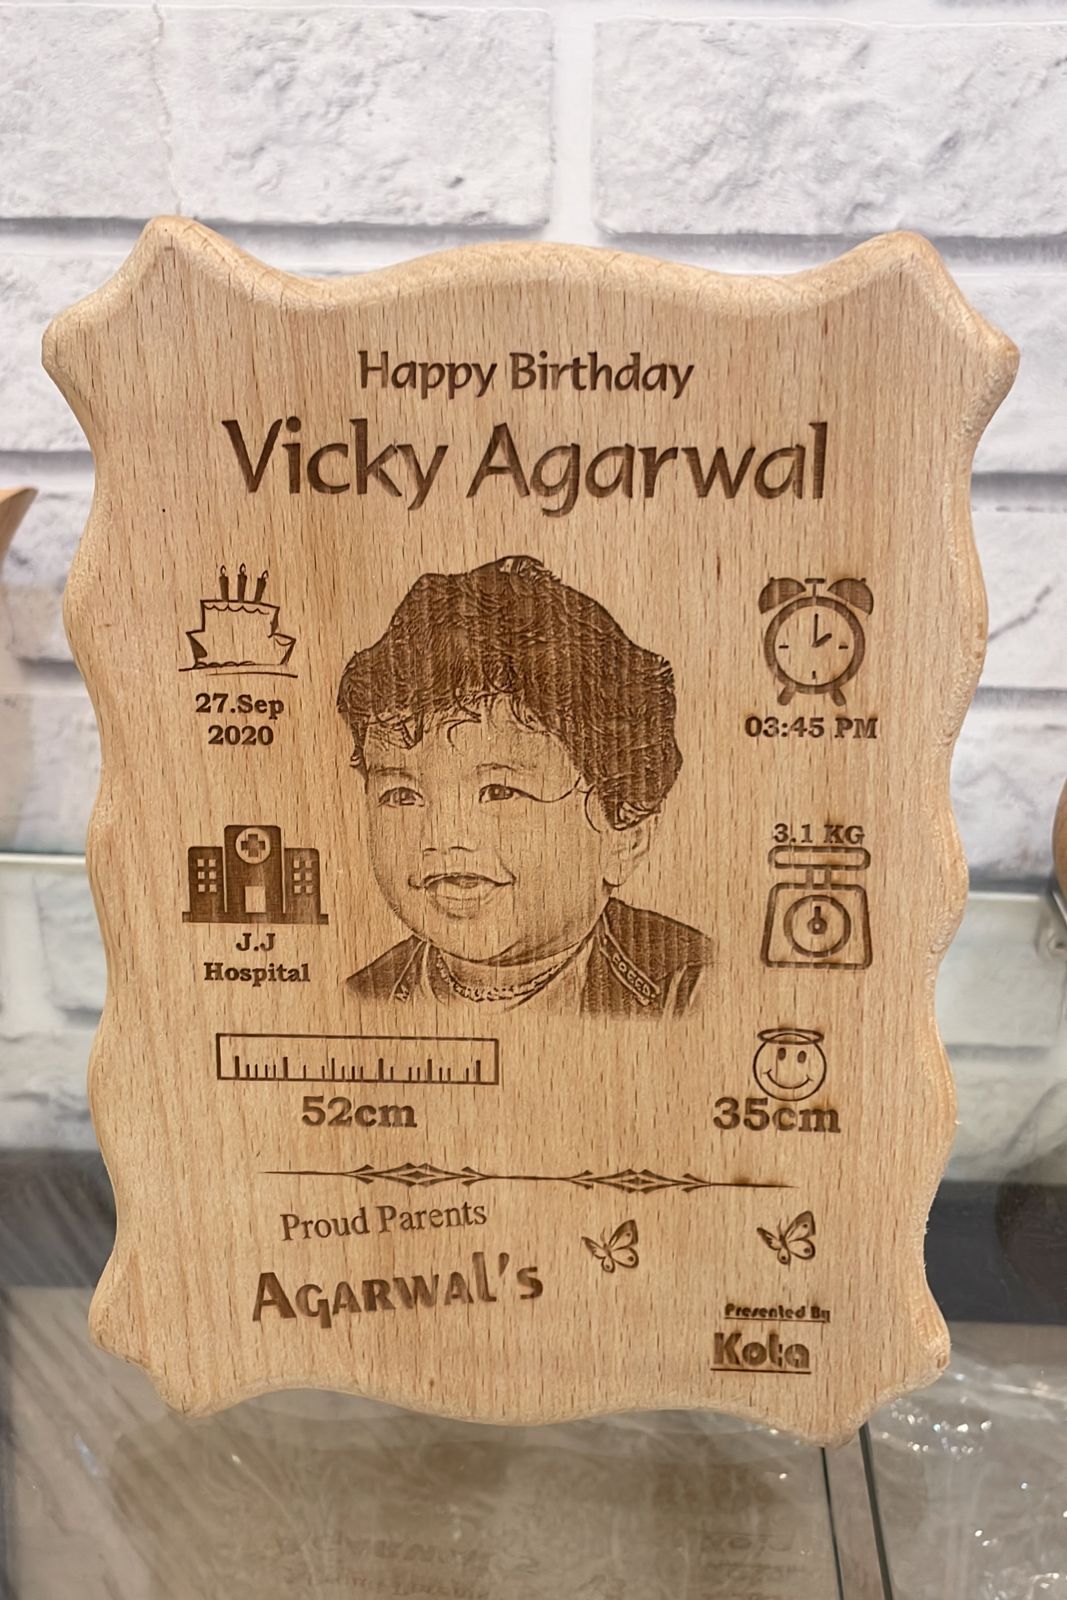 Happy Birthday
Vicky Agarwal
27.Sep
2020
03:45 PM
J.J
Hospital
3.1 KG
52cm
35cm
Proud Parents
AGARWAL'S
Presented By
Kota